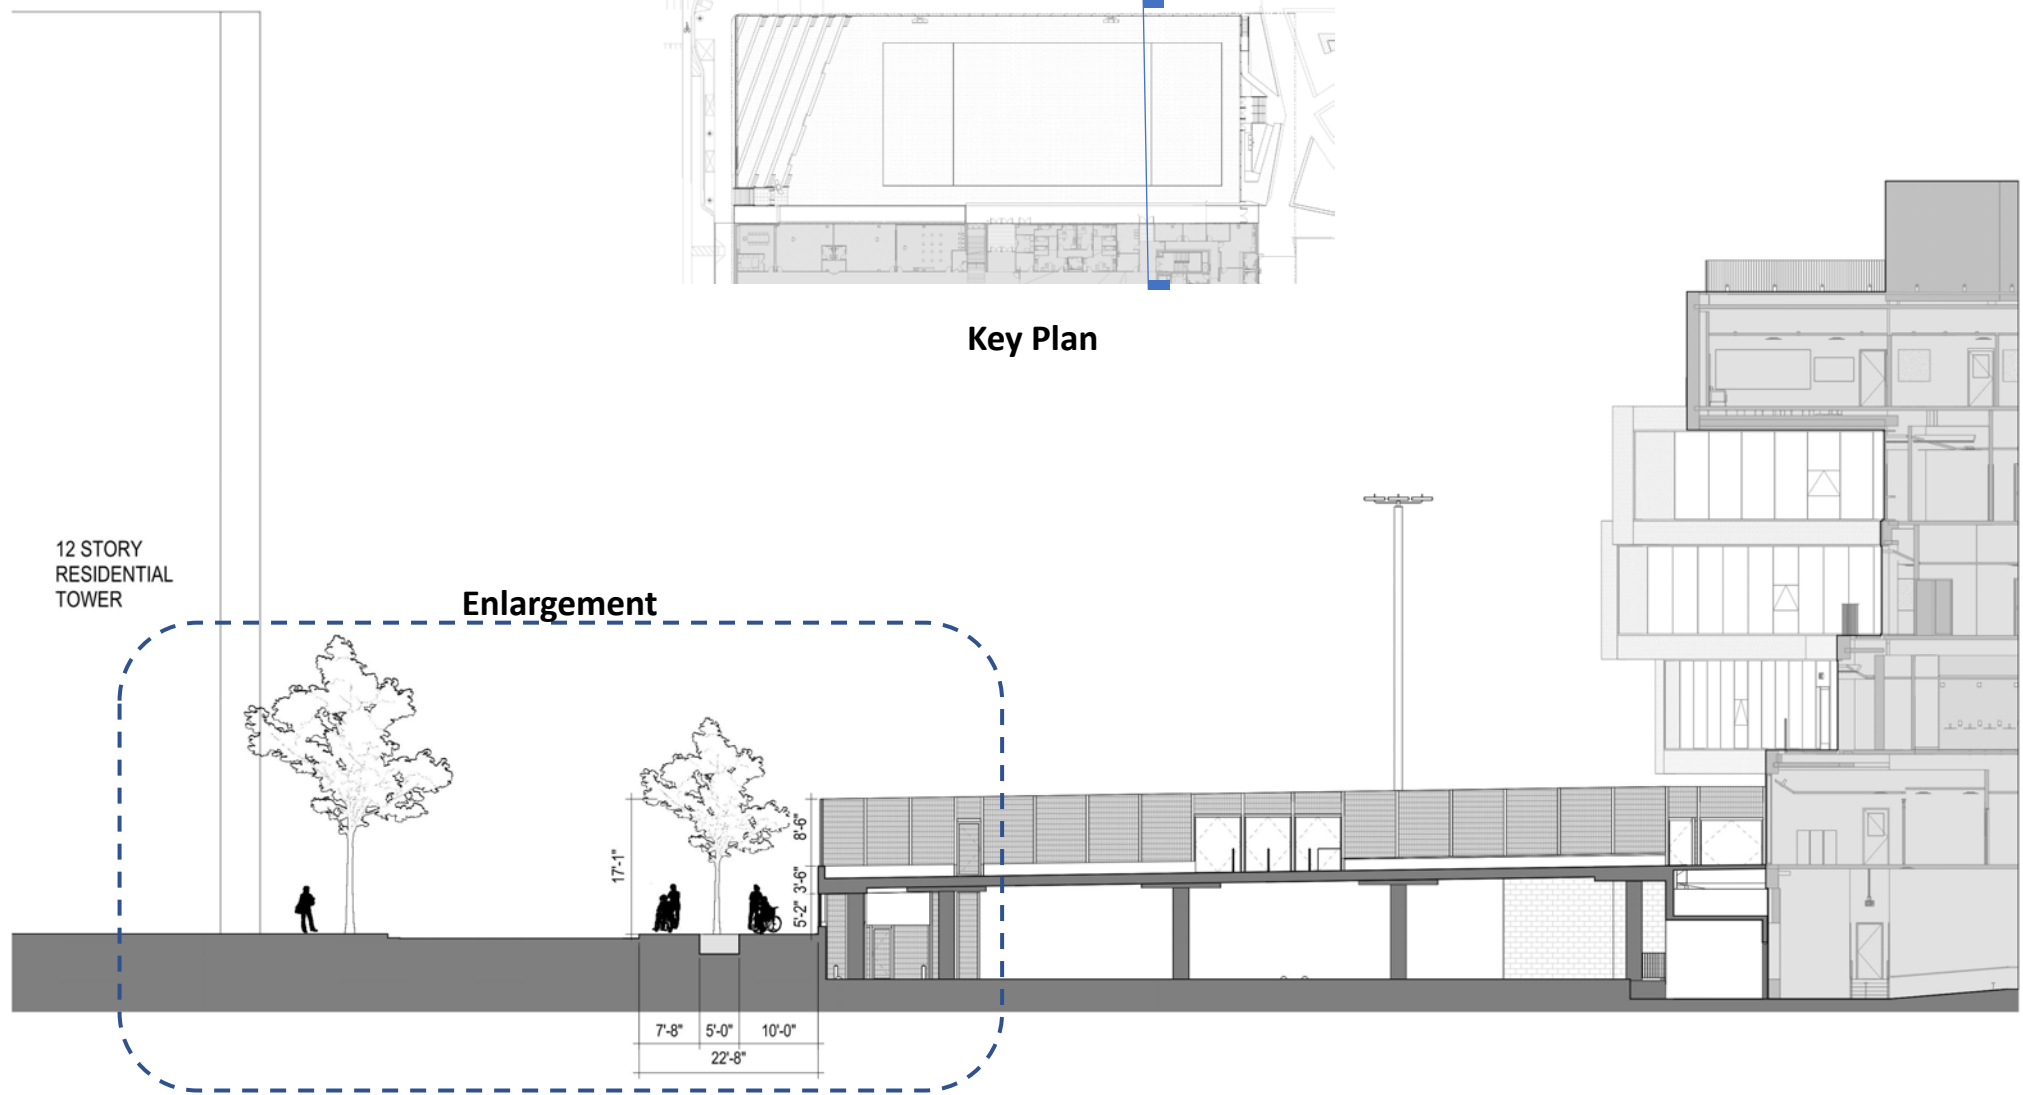 Key Plan
12 STORY
RESIDENTIAL
TOWER
Enlargement
17'-1"
8'-6"
3'-6"
5'-2"
7'-8" 5'-0" 10'-0"
22'-8"